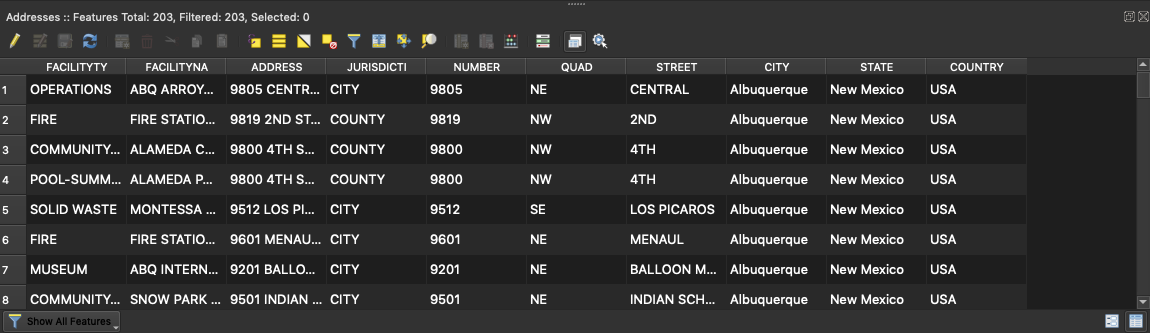 Addresses :: Features Total: 203, Filtered: 203, Selected: 0
FACILITYTY FACILITYNA ADDRESS JURISDICTI NUMBER QUAD STREET CITY STATE COUNTRY
1 OPERATIONS ABQ ARROY... 9805 CENTR... CITY 9805 NE CENTRAL Albuquerque New Mexico USA
2 FIRE FIRE STATIO... 9819 2ND ST... COUNTY 9819 NW 2ND Albuquerque New Mexico USA
3 COMMUNITY... ALAMEDA C... 9800 4TH S... COUNTY 9800 NW 4TH Albuquerque New Mexico USA
4 POOL-SUMM... ALAMEDA P... 9800 4TH S... COUNTY 9800 NW 4TH Albuquerque New Mexico USA
5 SOLID WASTE MONTESSA ... 9512 LOS PI... CITY 9512 SE LOS PICAROS Albuquerque New Mexico USA
6 FIRE FIRE STATIO... 9601 MENAU... CITY 9601 NE MENAUL Albuquerque New Mexico USA
7 MUSEUM ABQ INTERN... 9201 BALLO... CITY 9201 NE BALLOON M... Albuquerque New Mexico USA
8 COMMUNITY... SNOW PARK ... 9501 INDIAN ... CITY 9501 NE INDIAN SCH... Albuquerque New Mexico USA
Show All Features